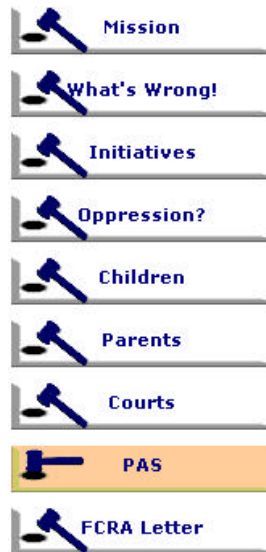 Mission
What's Wrong!
Initiatives
Oppression?
Children
Parents
Courts
PAS
FCRA Letter